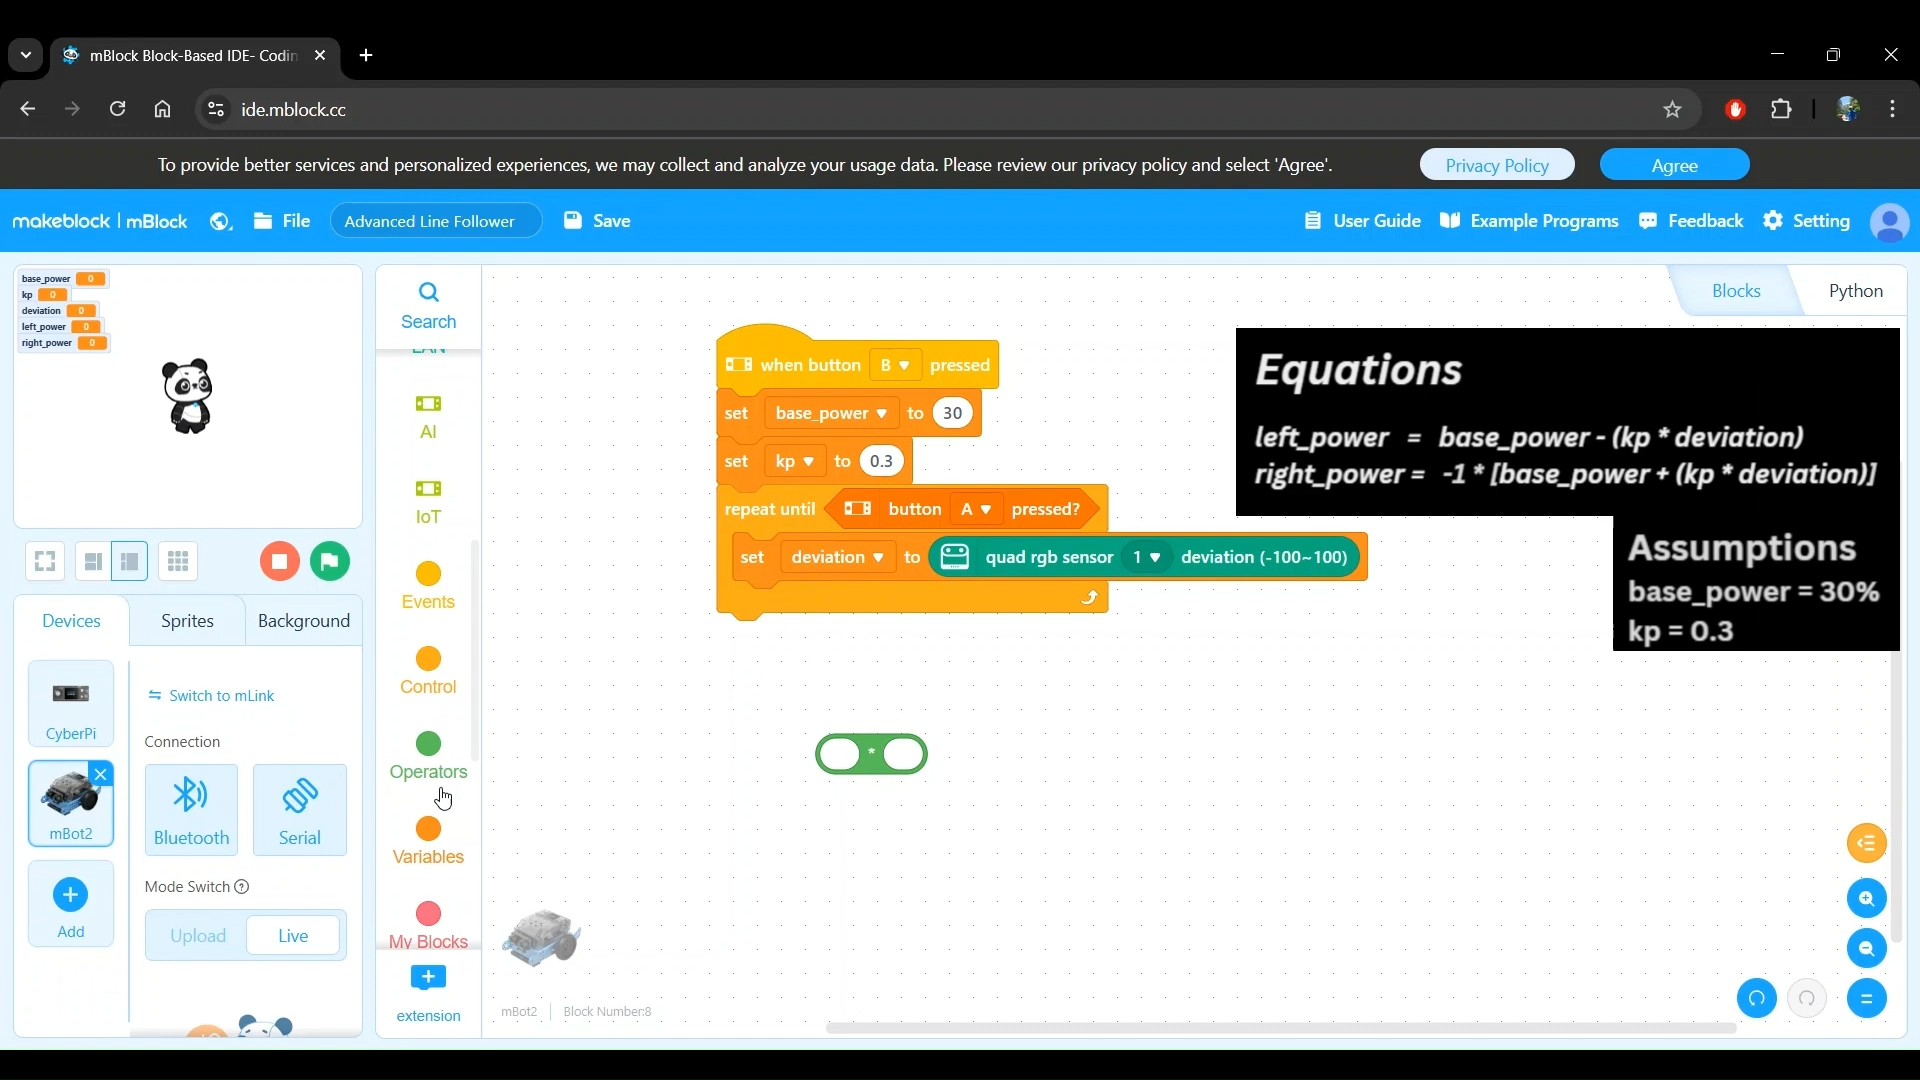 mBlock Block-Based IDE- Codin
ide.mblock.cc
To provide better services and personalized experiences, we may collect and analyze your usage data. Please review our privacy policy and select 'Agree'.
Privacy Policy
Agree
makeblock | mBlock
File
Advanced Line Follower
Save
User Guide
Example Programs
Feedback
Setting
base_power 0
kp 0
deviation 0
left_power 0
right_power 0
Devices
Sprites
Background
CyberPi
mBot2
Add
Switch to mLink
Connection
Bluetooth
Serial
Mode Switch ?
Upload
Live
Search
LAN
AI
IoT
Events
Control
Operators
Variables
My Blocks
extension
Blocks
Python
when button B pressed
set base_power to 30
set kp to 0.3
repeat until button A pressed?
set deviation to quad rgb sensor 1 deviation (-100~100)
*
mBot2
Block Number:8
Equations
left_power = base_power - (kp * deviation)
right_power = -1 * [base_power + (kp * deviation)]
Assumptions
base_power = 30%
kp = 0.3